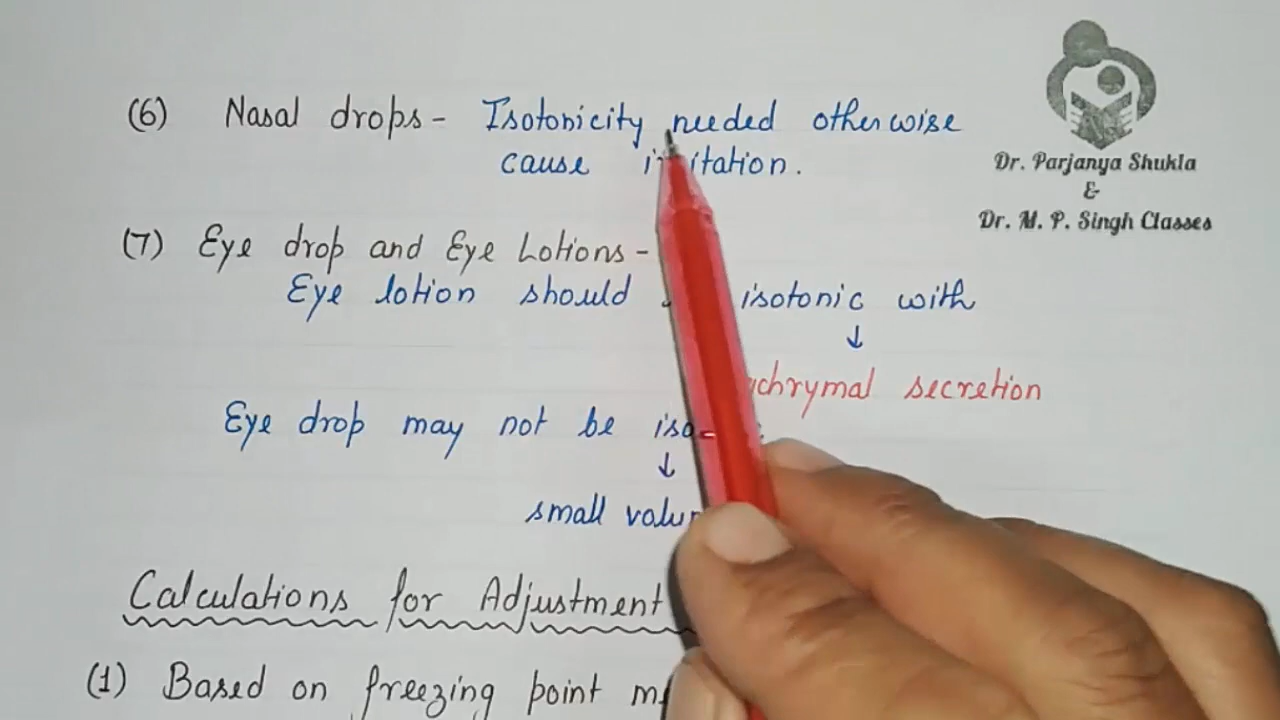 (6) Nasal drops - Isotonicity needed otherwise
cause irritation.
Dr. Parjanya Shukla
&
Dr. M. P. Singh Classes
(7) Eye drop and Eye Lotions -
Eye lotion should isotonic with
↓
secretion
Eye drop may not be
↓
small
Calculations for Adjustment
(1) Based on freezing point